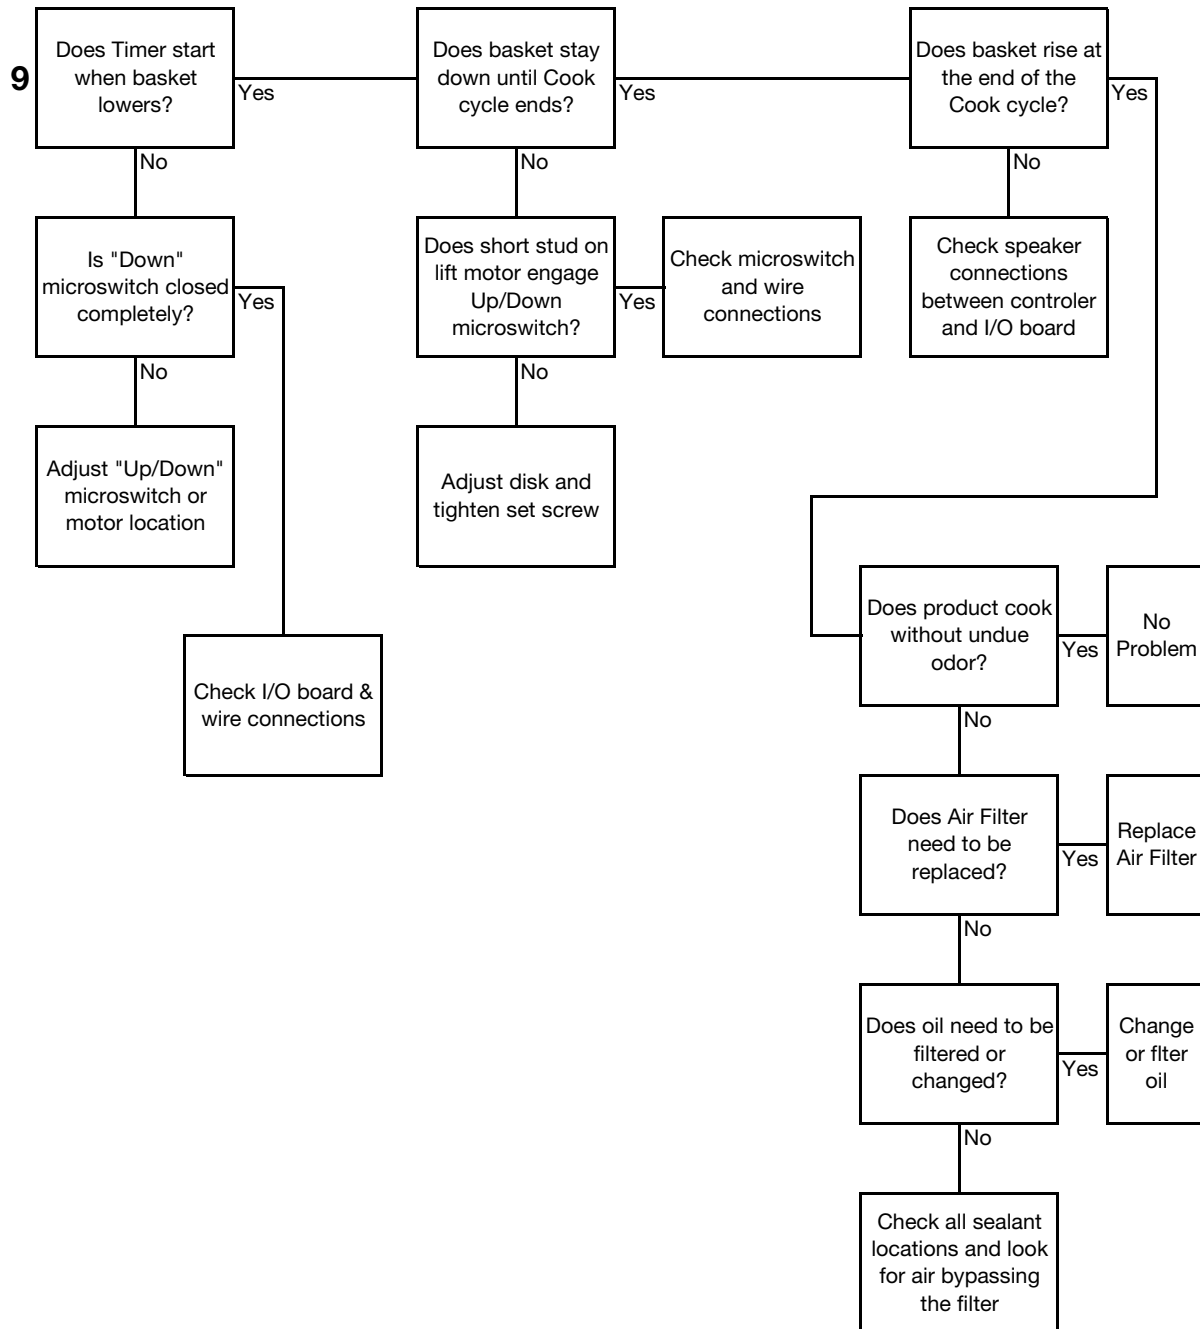 9
Does Timer start
when basket
lowers?
Yes
Does basket stay
down until Cook
cycle ends?
Yes
Does basket rise at
the end of the
Cook cycle?
Yes
No
No
No
Is "Down"
microswitch closed
completely?
Yes
Does short stud on
lift motor engage
Up/Down
microswitch?
Yes
Check microswitch
and wire
connections
Check speaker
connections
between controler
and I/O board
No
No
Adjust "Up/Down"
microswitch or
motor location
Adjust disk and
tighten set screw
Check I/O board &
wire connections
Does product cook
without undue
odor?
Yes
No
Problem
No
Does Air Filter
need to be
replaced?
Yes
Replace
Air Filter
No
Does oil need to be
filtered or
changed?
Yes
Change
or flter
oil
No
Check all sealant
locations and look
for air bypassing
the filter